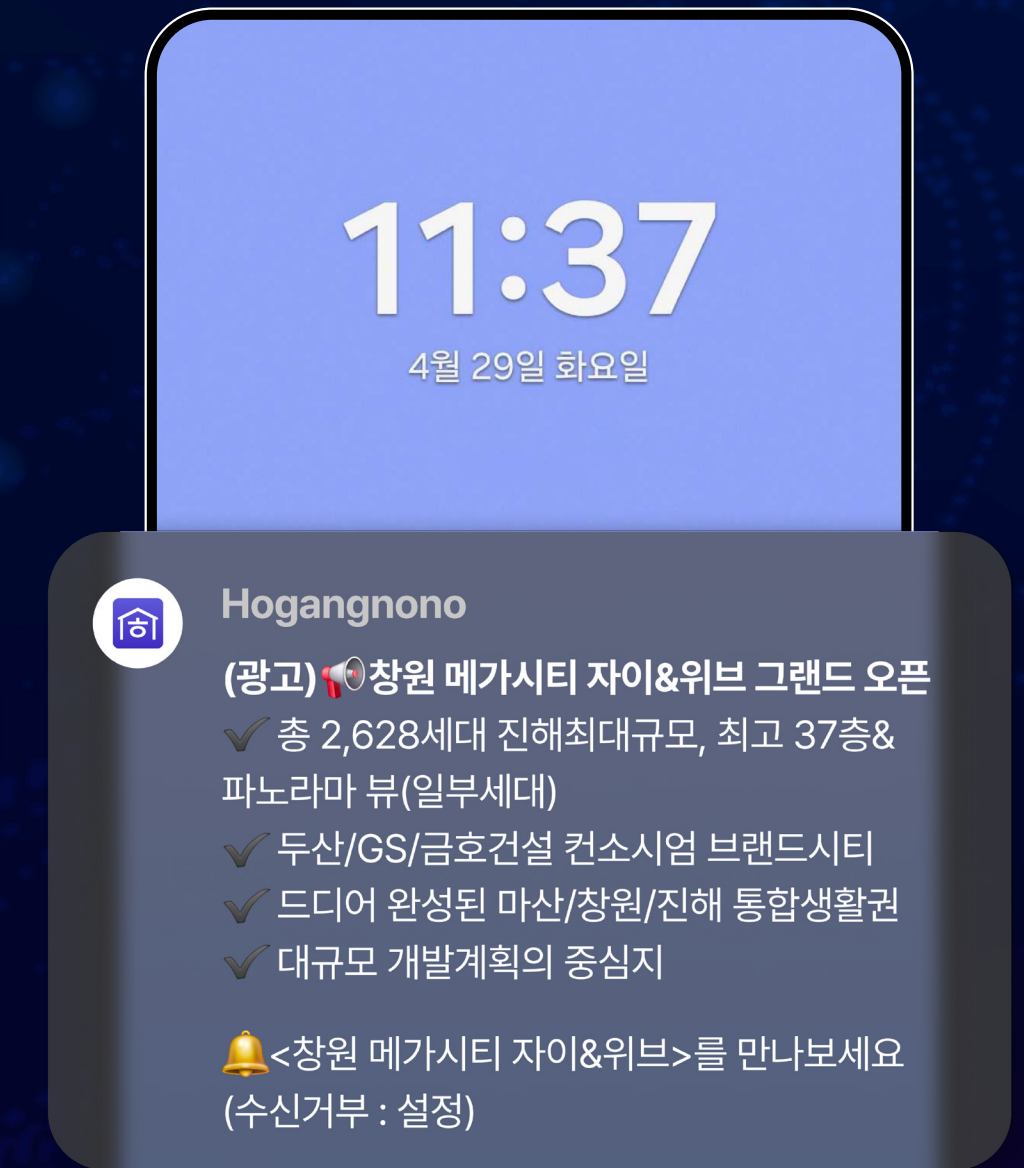 11:37
4월 29일 화요일
Hogangnono
(광고)📢창원 메가시티 자이&위브 그랜드 오픈
✔ 총 2,628세대 진해최대규모, 최고 37층&
파노라마 뷰(일부세대)
✔ 두산/GS/금호건설 컨소시엄 브랜드시티
✔ 드디어 완성된 마산/창원/진해 통합생활권
✔ 대규모 개발계획의 중심지
🔔<창원 메가시티 자이&위브>를 만나보세요
(수신거부 : 설정)